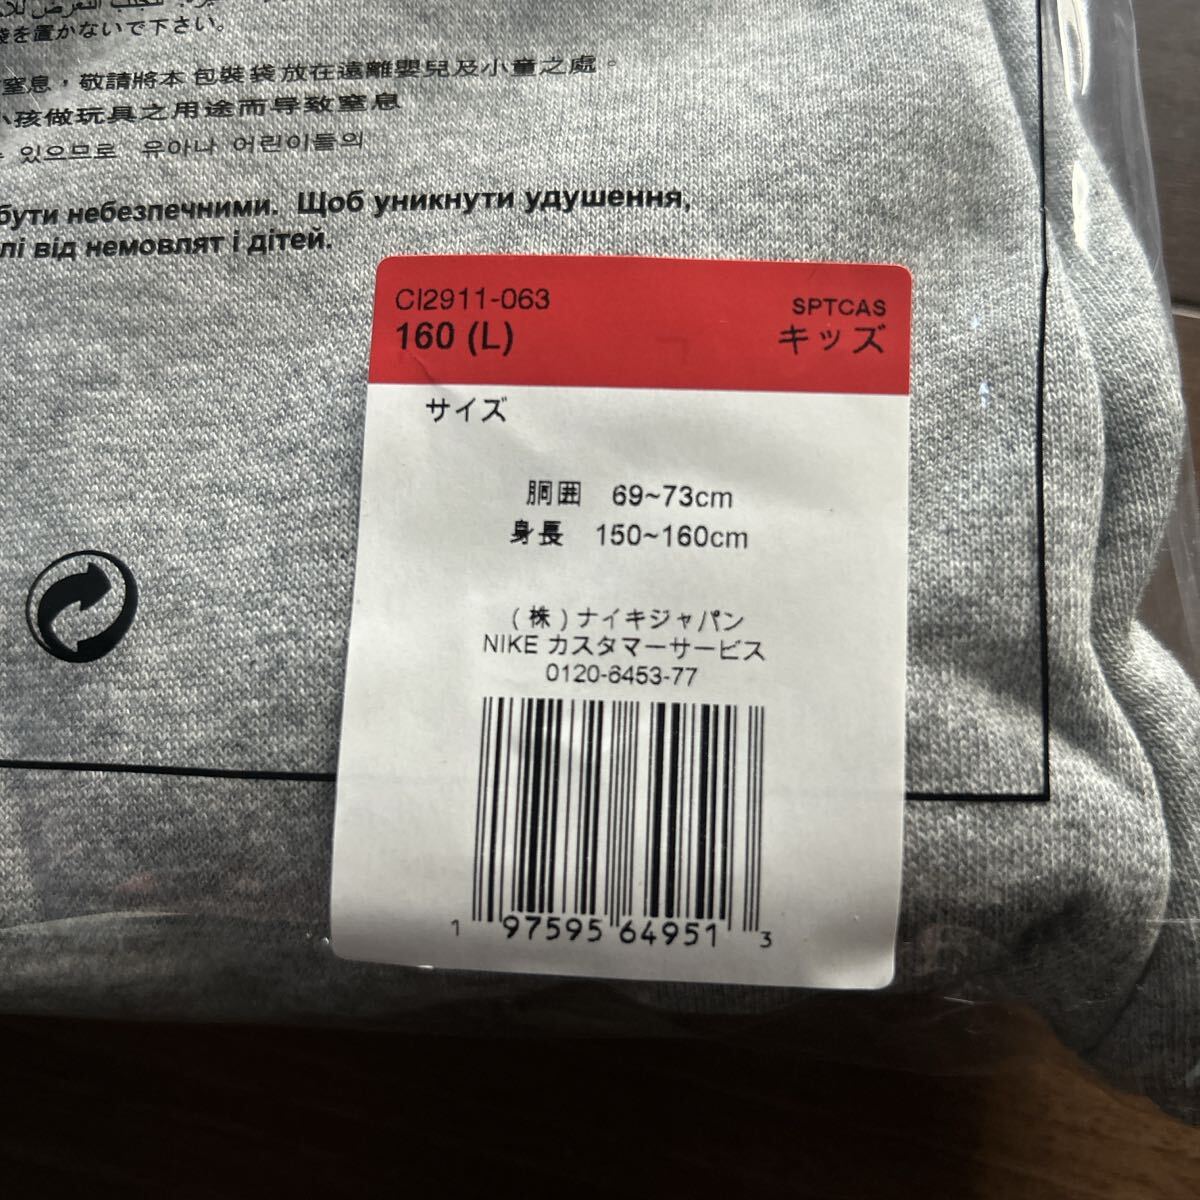 袋を置かないで下さい。
窒息，敬請將本 包裝袋放在遠離嬰兒及小童之處。
小孩做玩具之用途而导致窒息
있으므로 유아나 어린이들의
бути небезпечними. Щоб уникнути удушення,
лі від немовлят і дітей.
CI2911-063
SPTCAS
160 (L)
キッズ
サイズ
胴囲 69~73cm
身長 150~160cm
(株)ナイキジャパン
NIKE カスタマーサービス
0120-6453-77
1 97595 64951 3